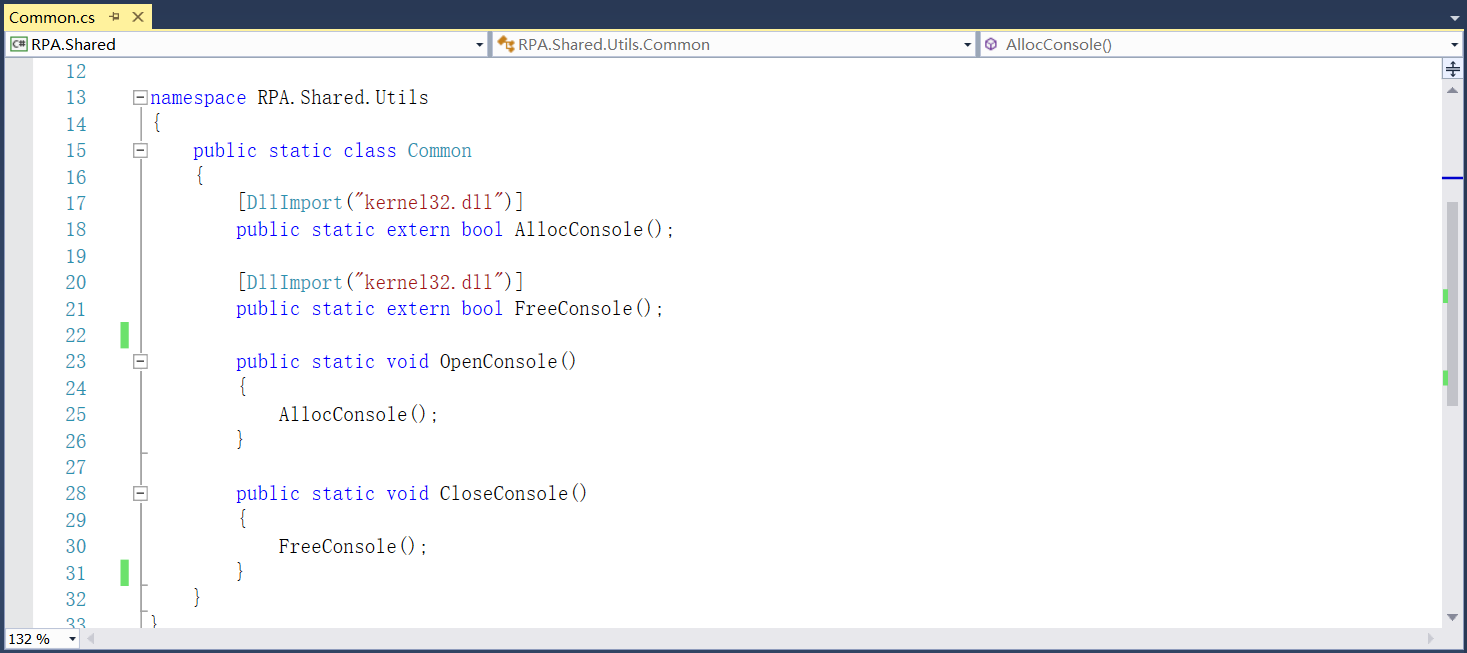 Common.cs
RPA.Shared
RPA.Shared.Utils.Common
AllocConsole()
12
13 namespace RPA.Shared.Utils
14 {
15 public static class Common
16 {
17 [DllImport("kernel32.dll")]
18 public static extern bool AllocConsole();
19
20 [DllImport("kernel32.dll")]
21 public static extern bool FreeConsole();
22
23 public static void OpenConsole()
24 {
25 AllocConsole();
26 }
27
28 public static void CloseConsole()
29 {
30 FreeConsole();
31 }
32 }
33 }
132 %